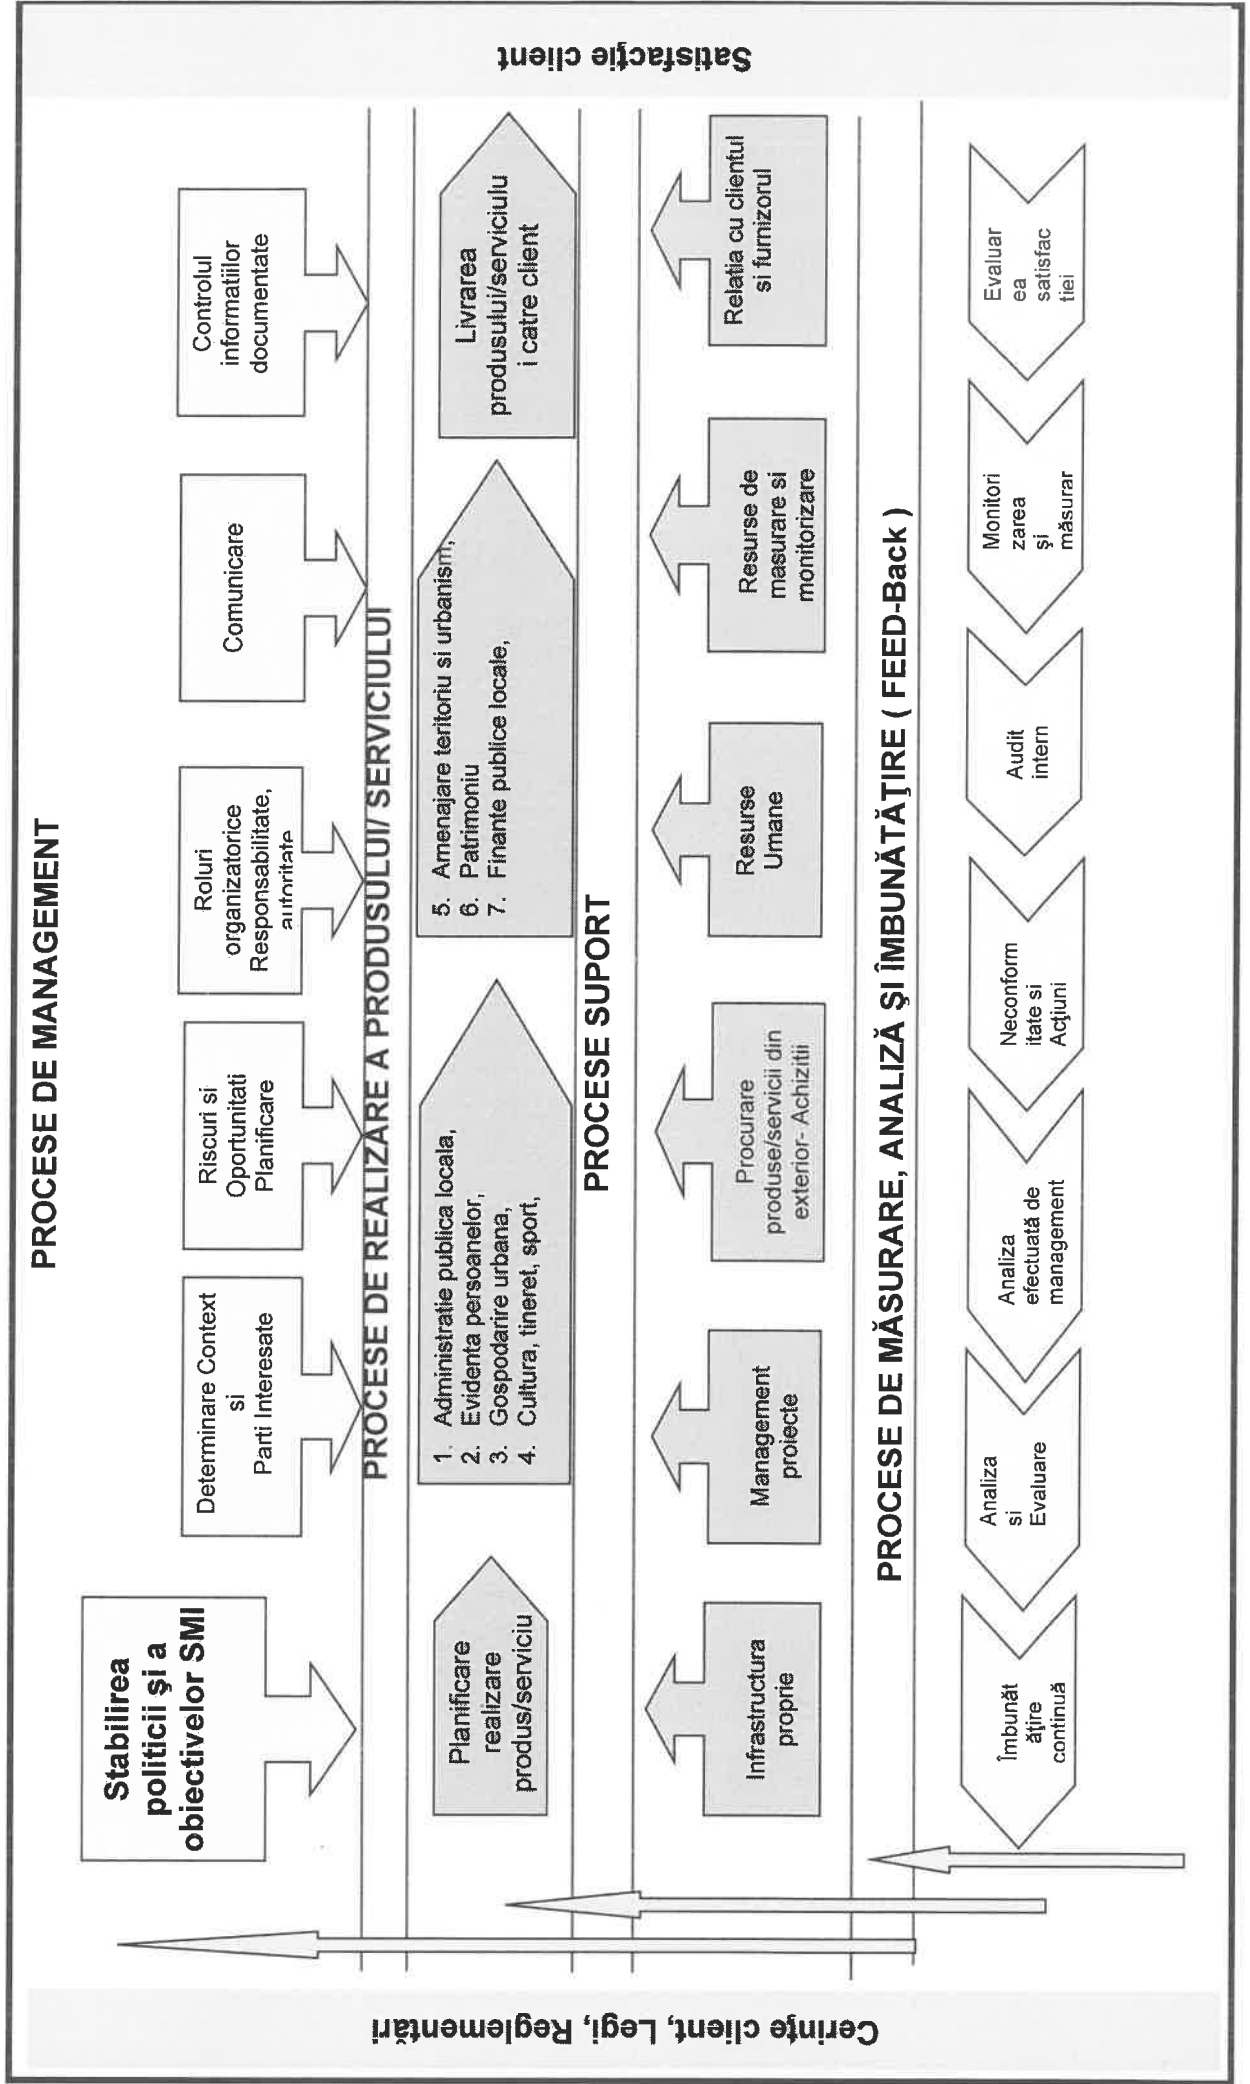 PROCESE DE MANAGEMENT
Stabilirea
politicii şi a
obiectivelor SMI
Determinare Context
si
Parti Interesate
Riscuri si
Oportunitati
Planificare
Roluri
organizatorice
Responsabilitate,
autoritate
Comunicare
Controlul
informatiilor
documentate
PROCESE DE REALIZARE A PRODUSULUI/ SERVICIULUI
Planificare
realizare
produs/serviciu
1. Administratie publica locala,
2. Evidenta persoanelor,
3. Gospodarire urbana,
4. Cultura, tineret, sport,
5. Amenajare teritoriu si urbanism,
6. Patrimoniu
7. Finante publice locale,
Livrarea
produsului/serviciulu
i catre client
PROCESE SUPORT
Infrastructura
proprie
Management
proiecte
Procurare
produse/servicii din
exterior- Achizitii
Resurse
Umane
Resurse de
masurare si
monitorizare
Relatia cu clientul
si furnizorul
PROCESE DE MĂSURARE, ANALIZĂ ŞI ÎMBUNĂTĂŢIRE ( FEED-Back )
Îmbunăt
ăţire
continuă
Analiza
si
Evaluare
Analiza
efectuată de
management
Neconform
itate si
Acţiuni
Audit
intern
Monitori
zarea
şi
măsurar
Evaluar
ea
satisfac
tiei
Cerinţe client, Legi, Reglementări
Satisfacţie client